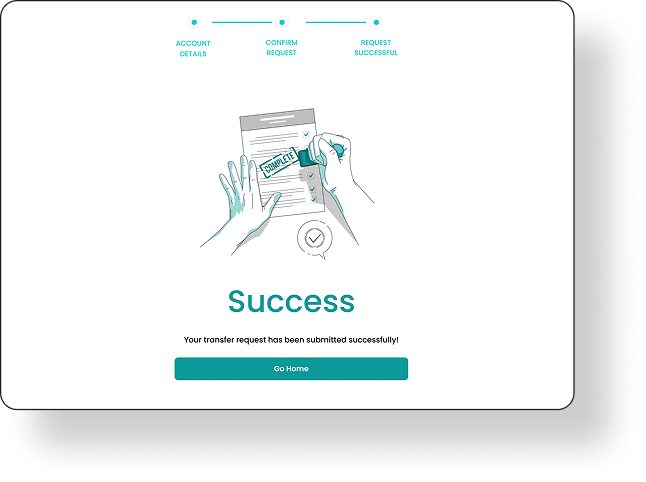 ACCOUNT
DETAILS
CONFIRM
REQUEST
REQUEST
SUCCESSFUL
COMPLETE
Success
Your transfer request has been submitted successfully!
Go Home